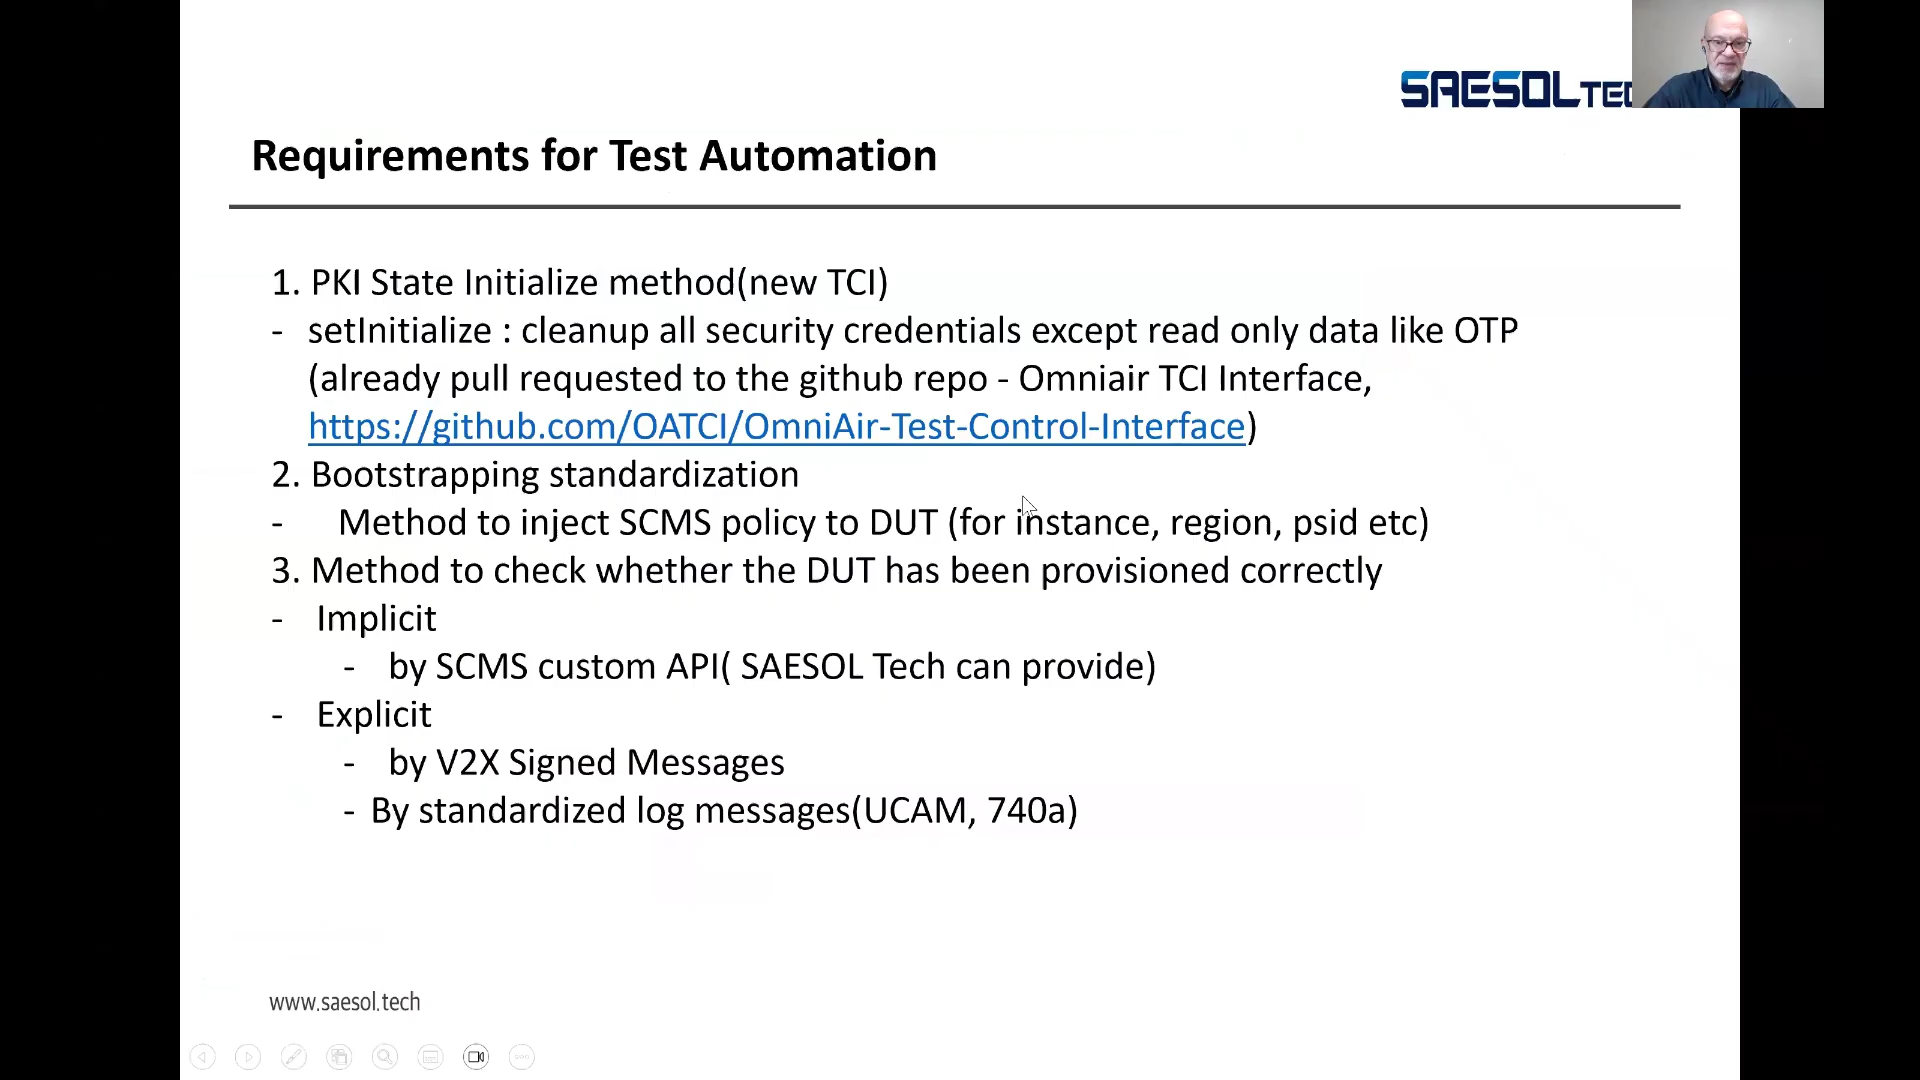 SAESOL TEC
Requirements for Test Automation
1. PKI State Initialize method(new TCI)
- setInitialize : cleanup all security credentials except read only data like OTP
(already pull requested to the github repo - Omniair TCI Interface,
https://github.com/OATCI/OmniAir-Test-Control-Interface)
2. Bootstrapping standardization
- Method to inject SCMS policy to DUT (for instance, region, psid etc)
3. Method to check whether the DUT has been provisioned correctly
- Implicit
- by SCMS custom API( SAESOL Tech can provide)
- Explicit
- by V2X Signed Messages
- By standardized log messages(UCAM, 740a)
www.saesol.tech